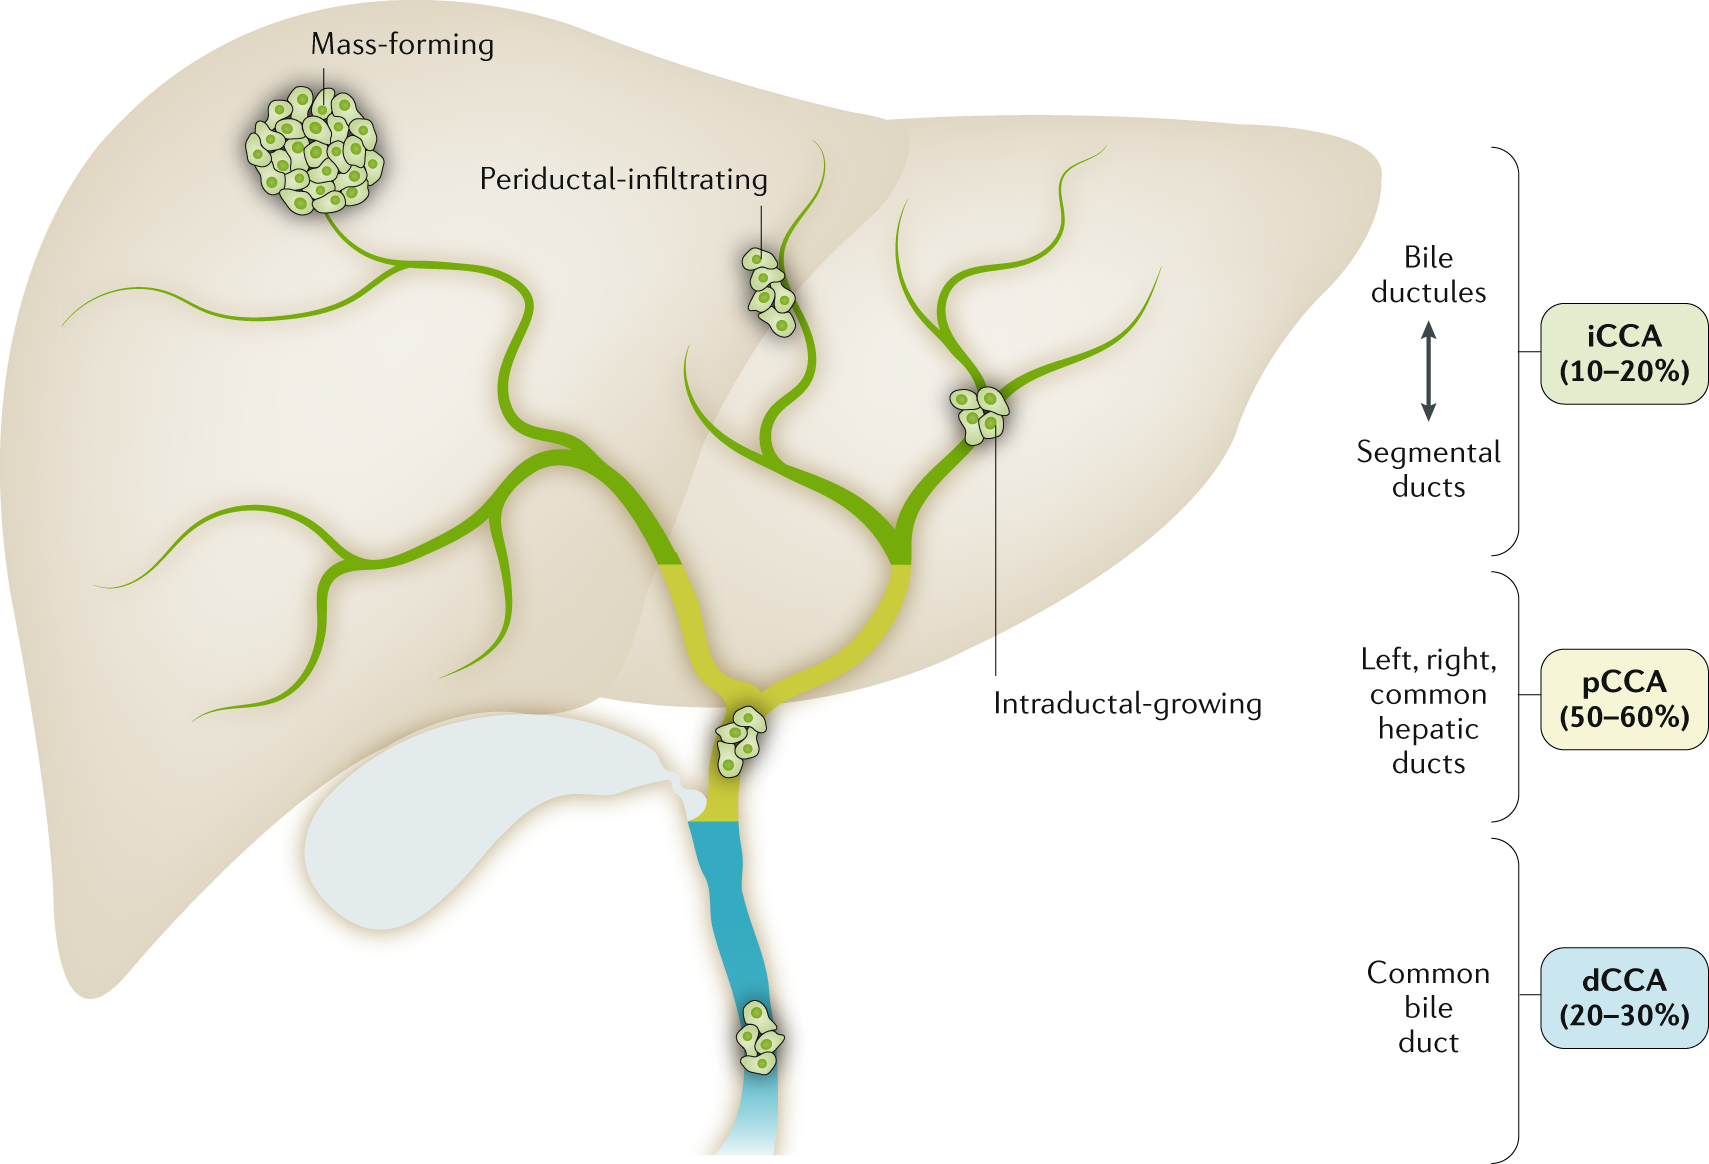 Mass-forming
Periductal-infiltrating
Intraductal-growing
Bile
ductules
Segmental
ducts
iCCA
(10–20%)
Left, right,
common
hepatic
ducts
pCCA
(50–60%)
Common
bile
duct
dCCA
(20–30%)